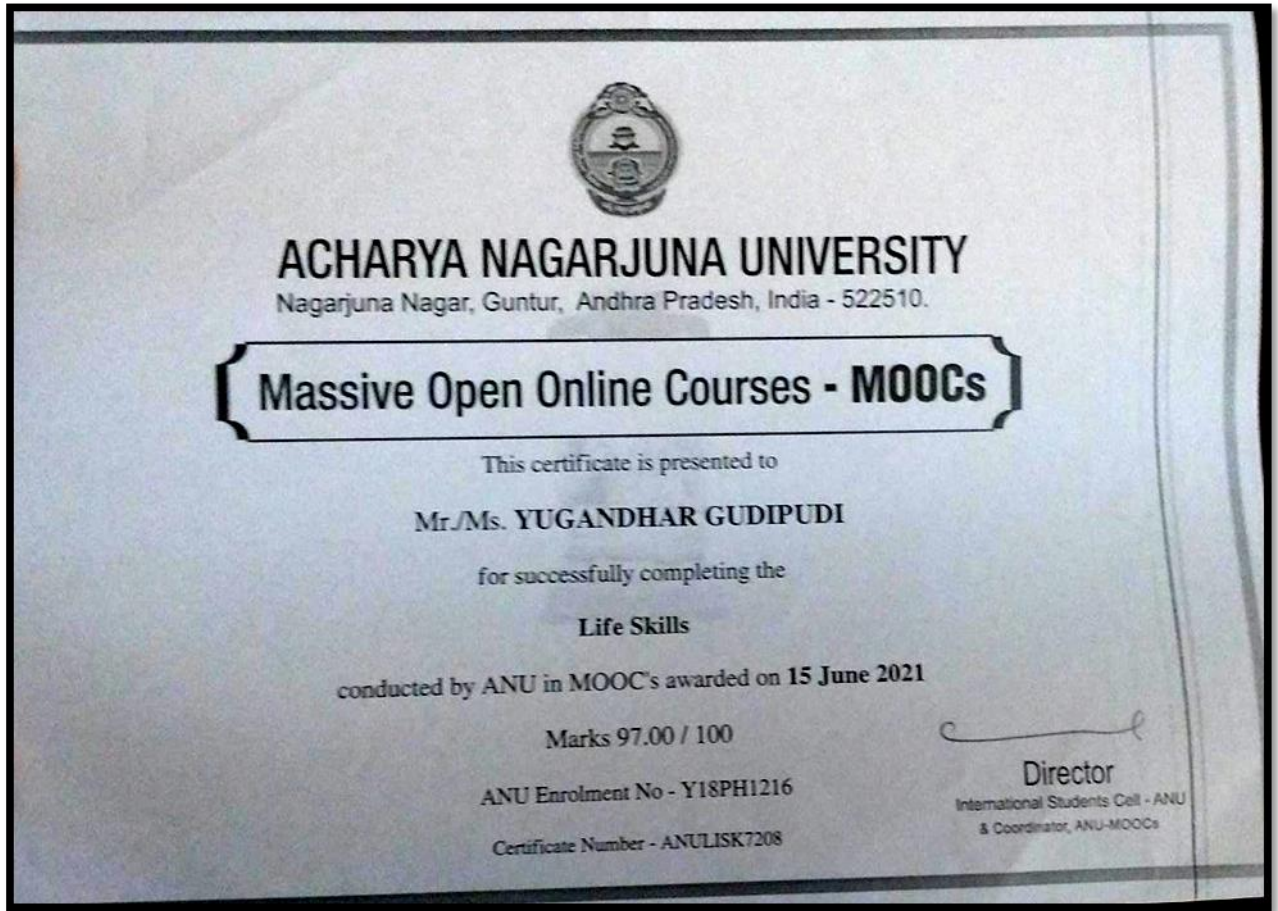 ACHARYA NAGARJUNA UNIVERSITY
Nagarjuna Nagar, Guntur, Andhra Pradesh, India - 522510.
Massive Open Online Courses - MOOCs
This certificate is presented to
Mr./Ms. YUGANDHAR GUDIPUDI
for successfully completing the
Life Skills
conducted by ANU in MOOC's awarded on 15 June 2021
Marks 97.00 / 100
ANU Enrolment No - Y18PH1216
Certificate Number - ANULISK7208
Director
International Students Cell - ANU
& Coordinator, ANU-MOOCs